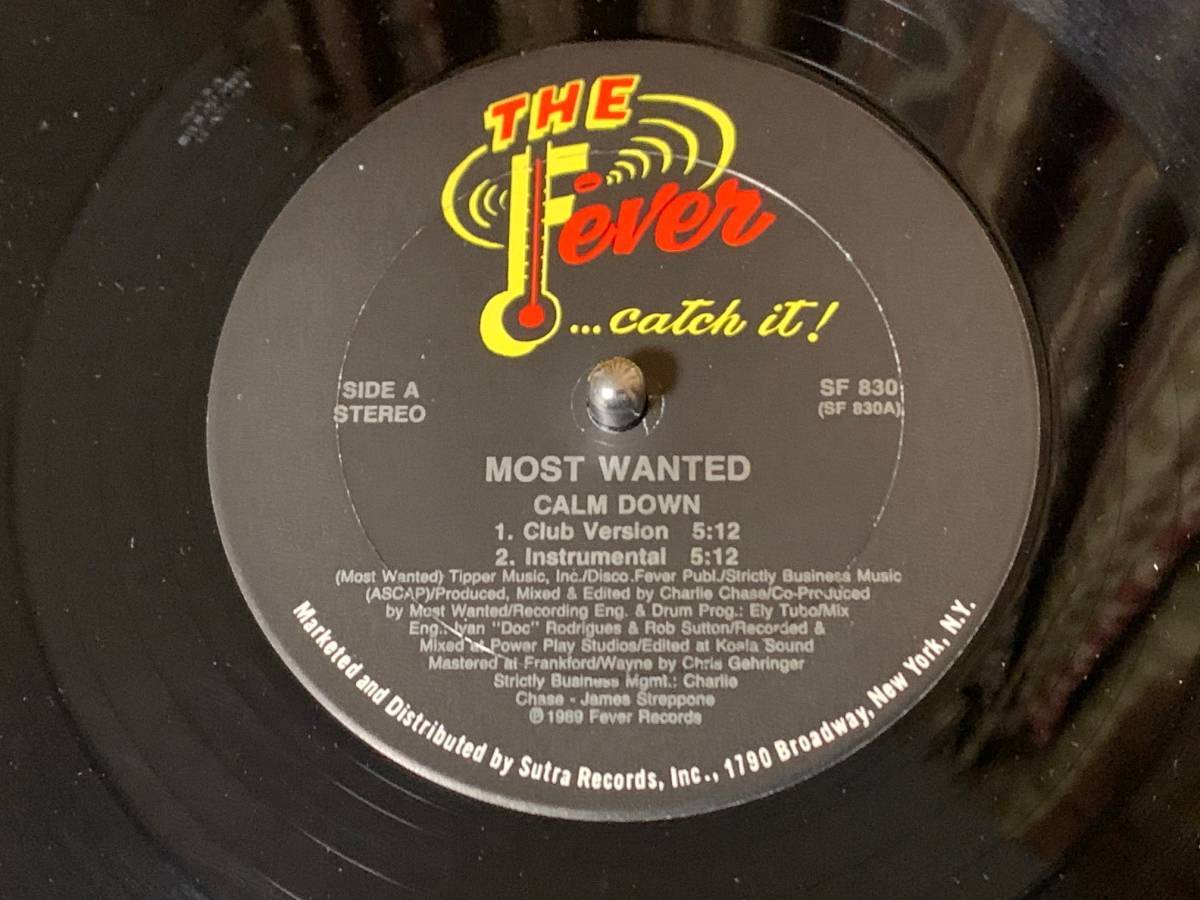 THE
Fever
...catch it!
SIDE A
STEREO
SF 830
(SF 830A)
MOST WANTED
CALM DOWN
1. Club Version 5:12
2. Instrumental 5:12
(Most Wanted) Tipper Music, Inc./Disco Fever Publ./Strictly Business Music
(ASCAP)/Produced, Mixed & Edited by Charlie Chase/Co-Produced
by Most Wanted/Recording Eng. & Drum Prog.: Ely Tubo/Mix
Eng.: Ivan "Doc" Rodrigues & Rob Sutton/Recorded &
Mixed at Power Play Studios/Edited at Koala Sound
Mastered at Frankford/Wayne by Chris Gehringer
Strictly Business Mgmt.: Charlie
Chase - James Streppone
℗ 1989 Fever Records
Marketed and Distributed by Sutra Records, Inc., 1790 Broadway, New York, N.Y.